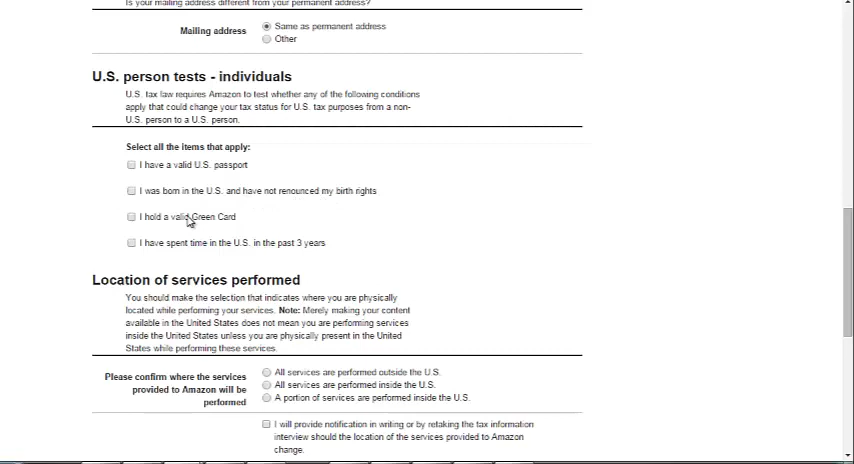 Is your mailing address different from your permanent address?
Mailing address
Same as permanent address
Other
U.S. person tests - individuals
U.S. tax law requires Amazon to test whether any of the following conditions
apply that could change your tax status for U.S. tax purposes from a non-
U.S. person to a U.S. person.
Select all the items that apply:
I have a valid U.S. passport
I was born in the U.S. and have not renounced my birth rights
I hold a valid Green Card
I have spent time in the U.S. in the past 3 years
Location of services performed
You should make the selection that indicates where you are physically
located while performing your services. Note: Merely making your content
available in the United States does not mean you are performing services
inside the United States unless you are physically present in the United
States while performing these services.
Please confirm where the services
provided to Amazon will be
performed
All services are performed outside the U.S.
All services are performed inside the U.S.
A portion of services are performed inside the U.S.
I will provide notification in writing or by retaking the tax information
interview should the location of the services provided to Amazon
change.